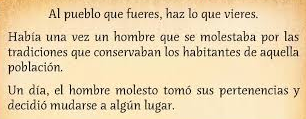 Al pueblo que fueres, haz lo que vieres.
Había una vez un hombre que se molestaba por las
tradiciones que conservaban los habitantes de aquella
población.
Un día, el hombre molesto tomó sus pertenencias y
decidió mudarse a algún lugar.